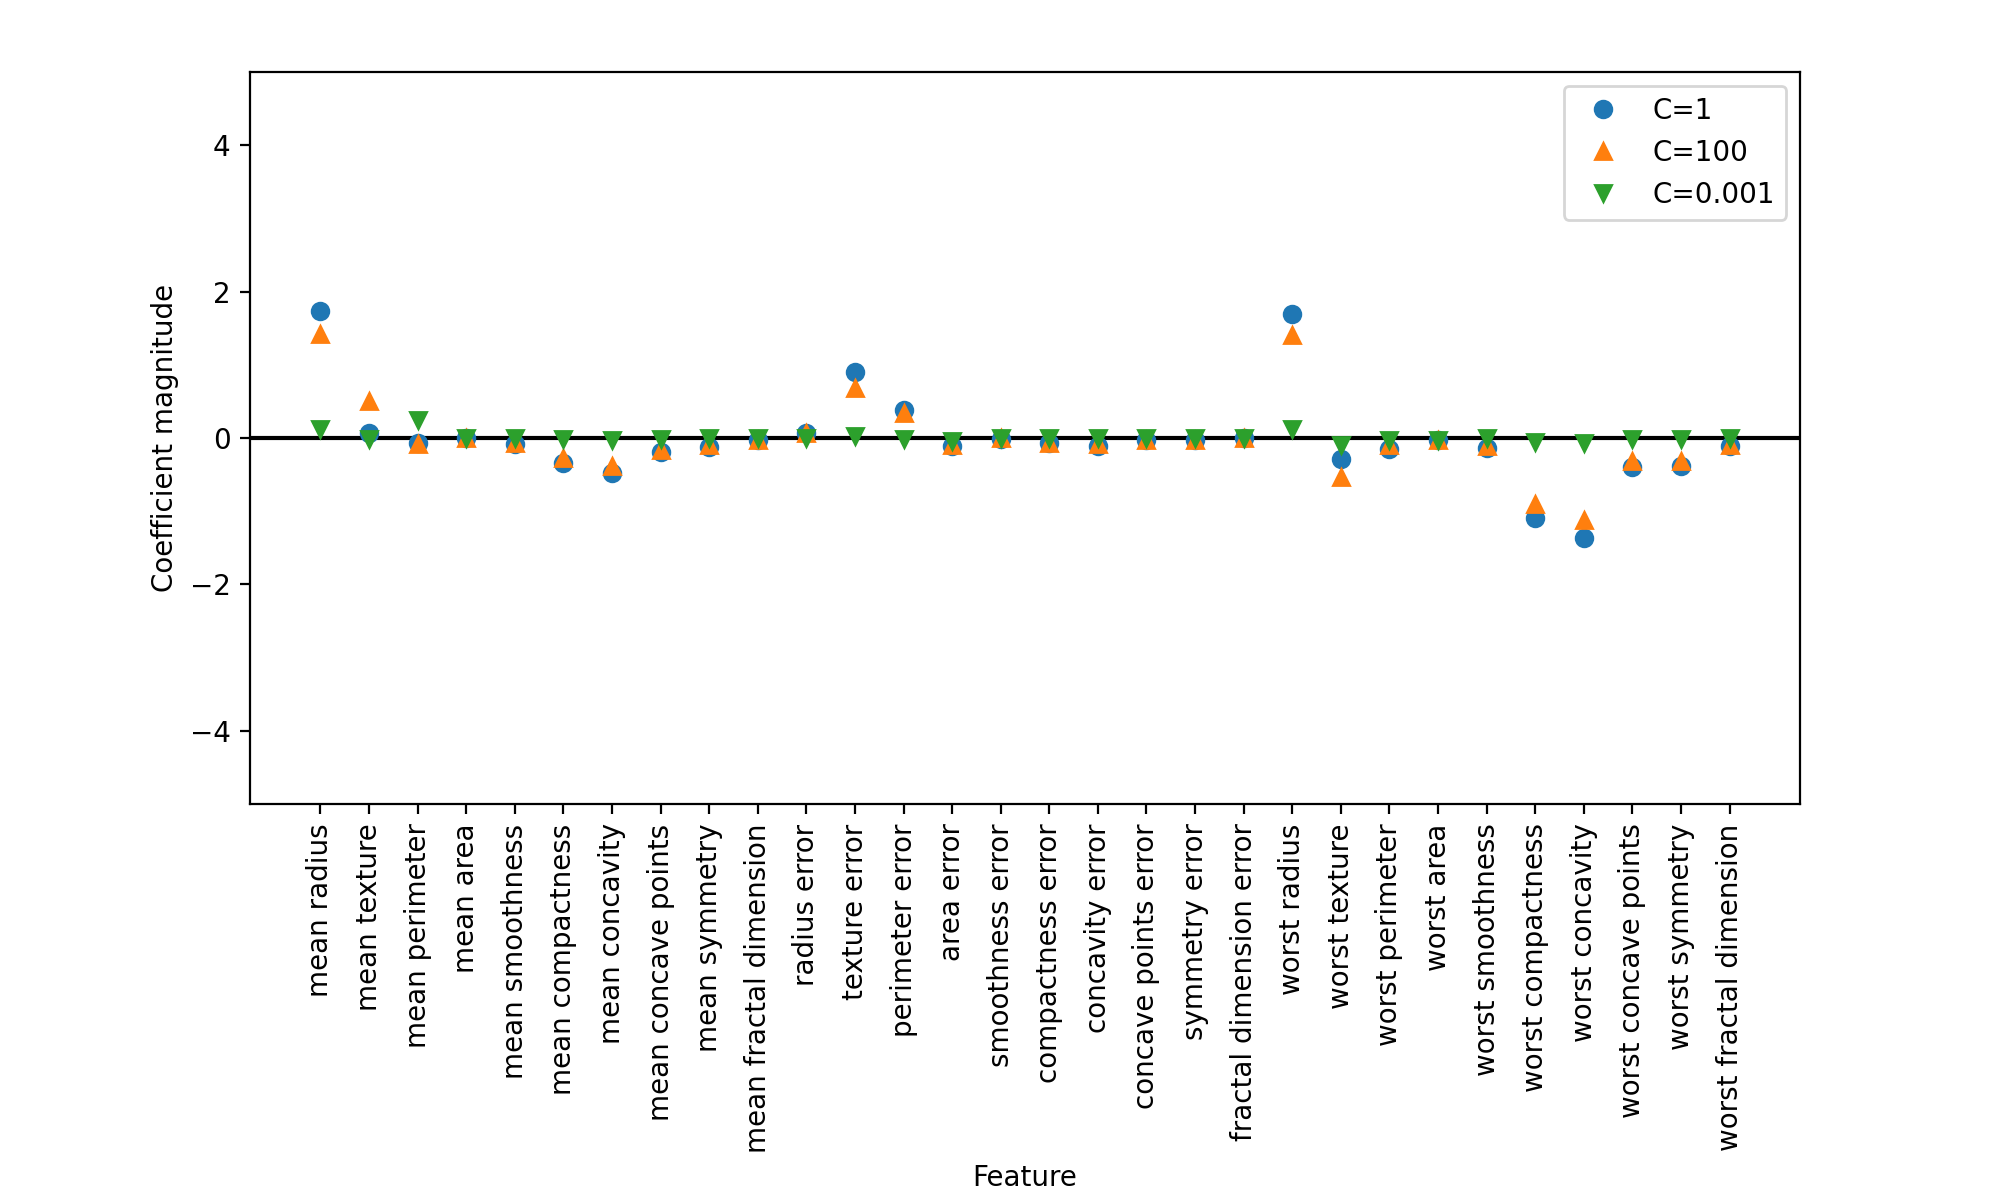 C=1
C=100
C=0.001
Coefficient magnitude
4
2
0
−2
−4
mean radius
mean texture
mean perimeter
mean area
mean smoothness
mean compactness
mean concavity
mean concave points
mean symmetry
mean fractal dimension
radius error
texture error
perimeter error
area error
smoothness error
compactness error
concavity error
concave points error
symmetry error
fractal dimension error
worst radius
worst texture
worst perimeter
worst area
worst smoothness
worst compactness
worst concavity
worst concave points
worst symmetry
worst fractal dimension
Feature